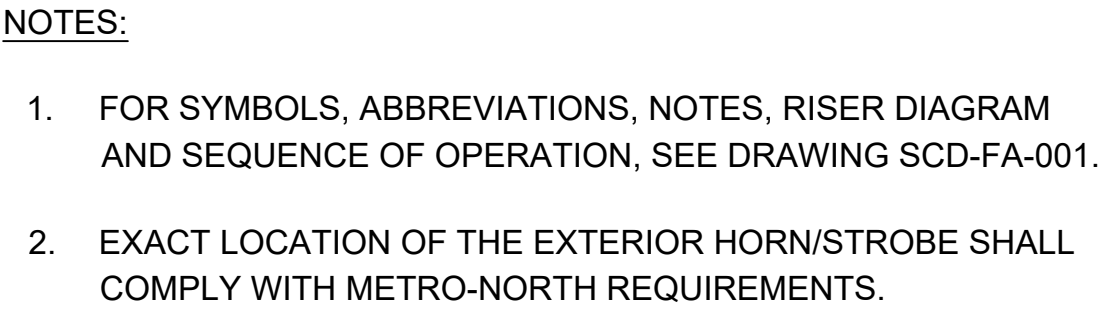 NOTES:
1. FOR SYMBOLS, ABBREVIATIONS, NOTES, RISER DIAGRAM
AND SEQUENCE OF OPERATION, SEE DRAWING SCD-FA-001.
2. EXACT LOCATION OF THE EXTERIOR HORN/STROBE SHALL
COMPLY WITH METRO-NORTH REQUIREMENTS.